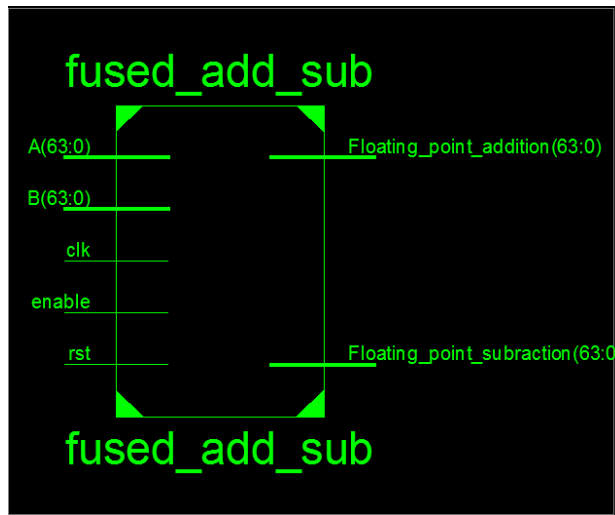 fused_add_sub
A(63:0)
Floating_point_addition(63:0)
B(63:0)
clk
enable
rst
Floating_point_subraction(63:0
fused_add_sub